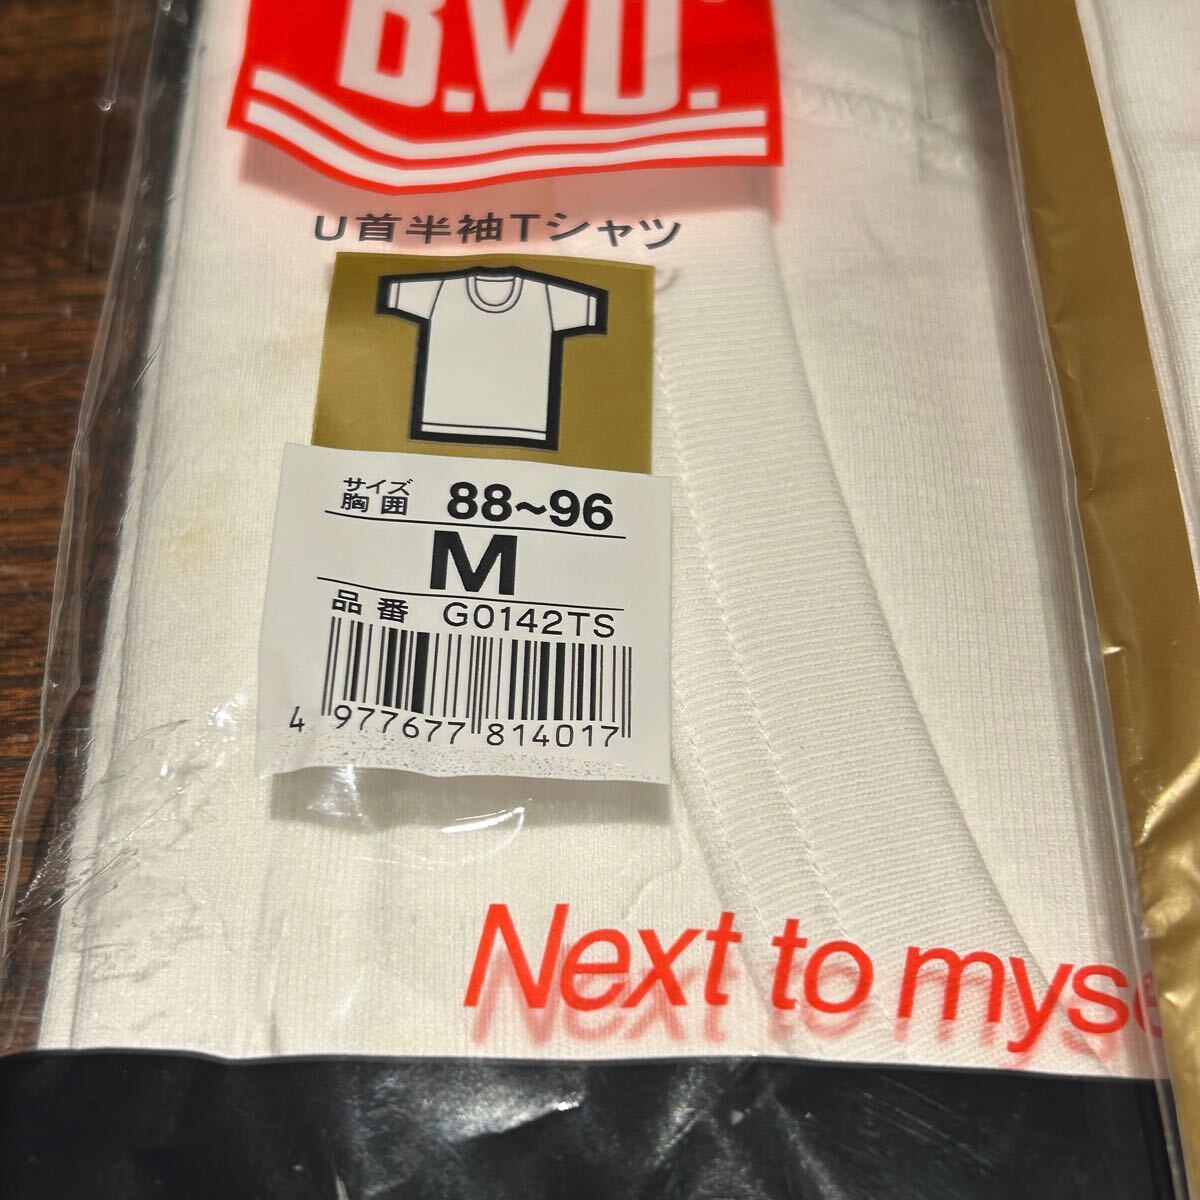 B.V.D.
U首半袖Tシャツ
サイズ
胸囲 88~96
M
品番 G0142TS
4 977677 814017
Next to myse